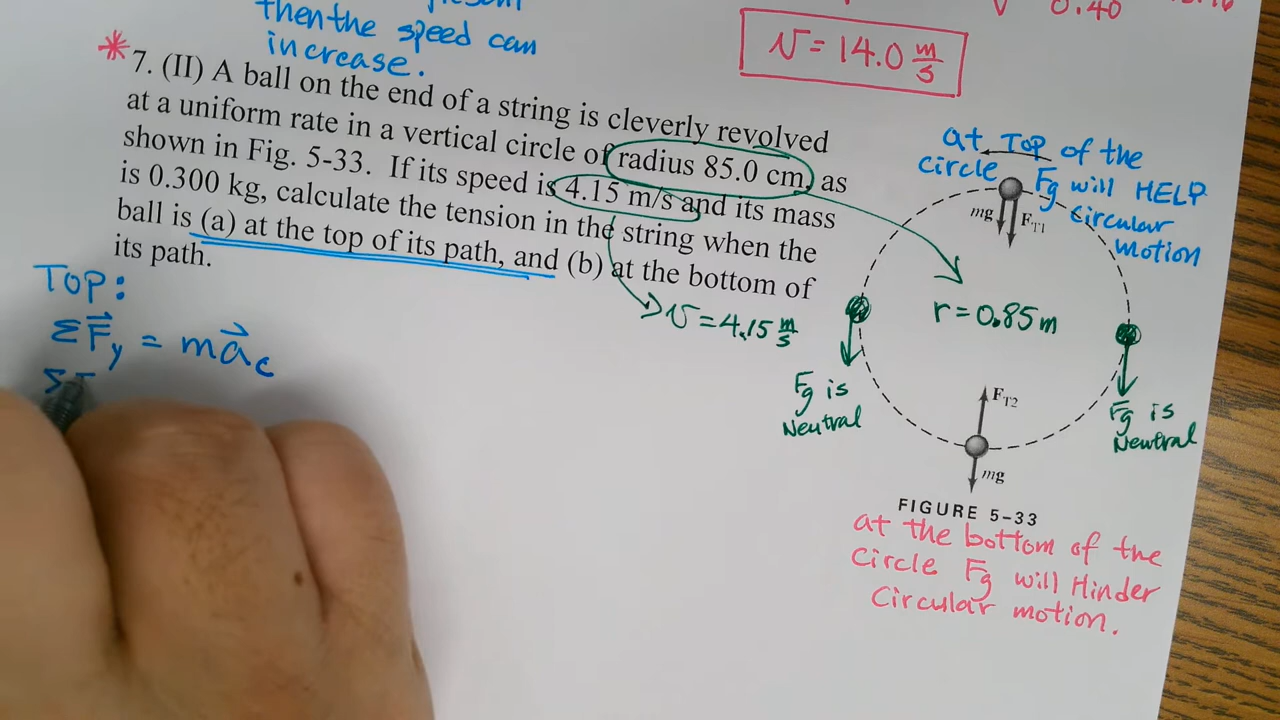 then the speed can
increase.
0.40
v = 14.0 m/s
* 7. (II) A ball on the end of a string is cleverly revolved
at a uniform rate in a vertical circle of radius 85.0 cm, as
shown in Fig. 5-33. If its speed is 4.15 m/s and its mass
is 0.300 kg, calculate the tension in the string when the
ball is (a) at the top of its path, and (b) at the bottom of
its path.
TOP:
ΣF⃗y = ma⃗c
v = 4.15 m/s
at TOP of the
circle Fg will HELP
circular
motion
mg
FT1
r = 0.85m
Fg is
Neutral
Fg is
Neutral
FT2
mg
FIGURE 5–33
at the bottom of the
circle Fg will Hinder
circular motion.